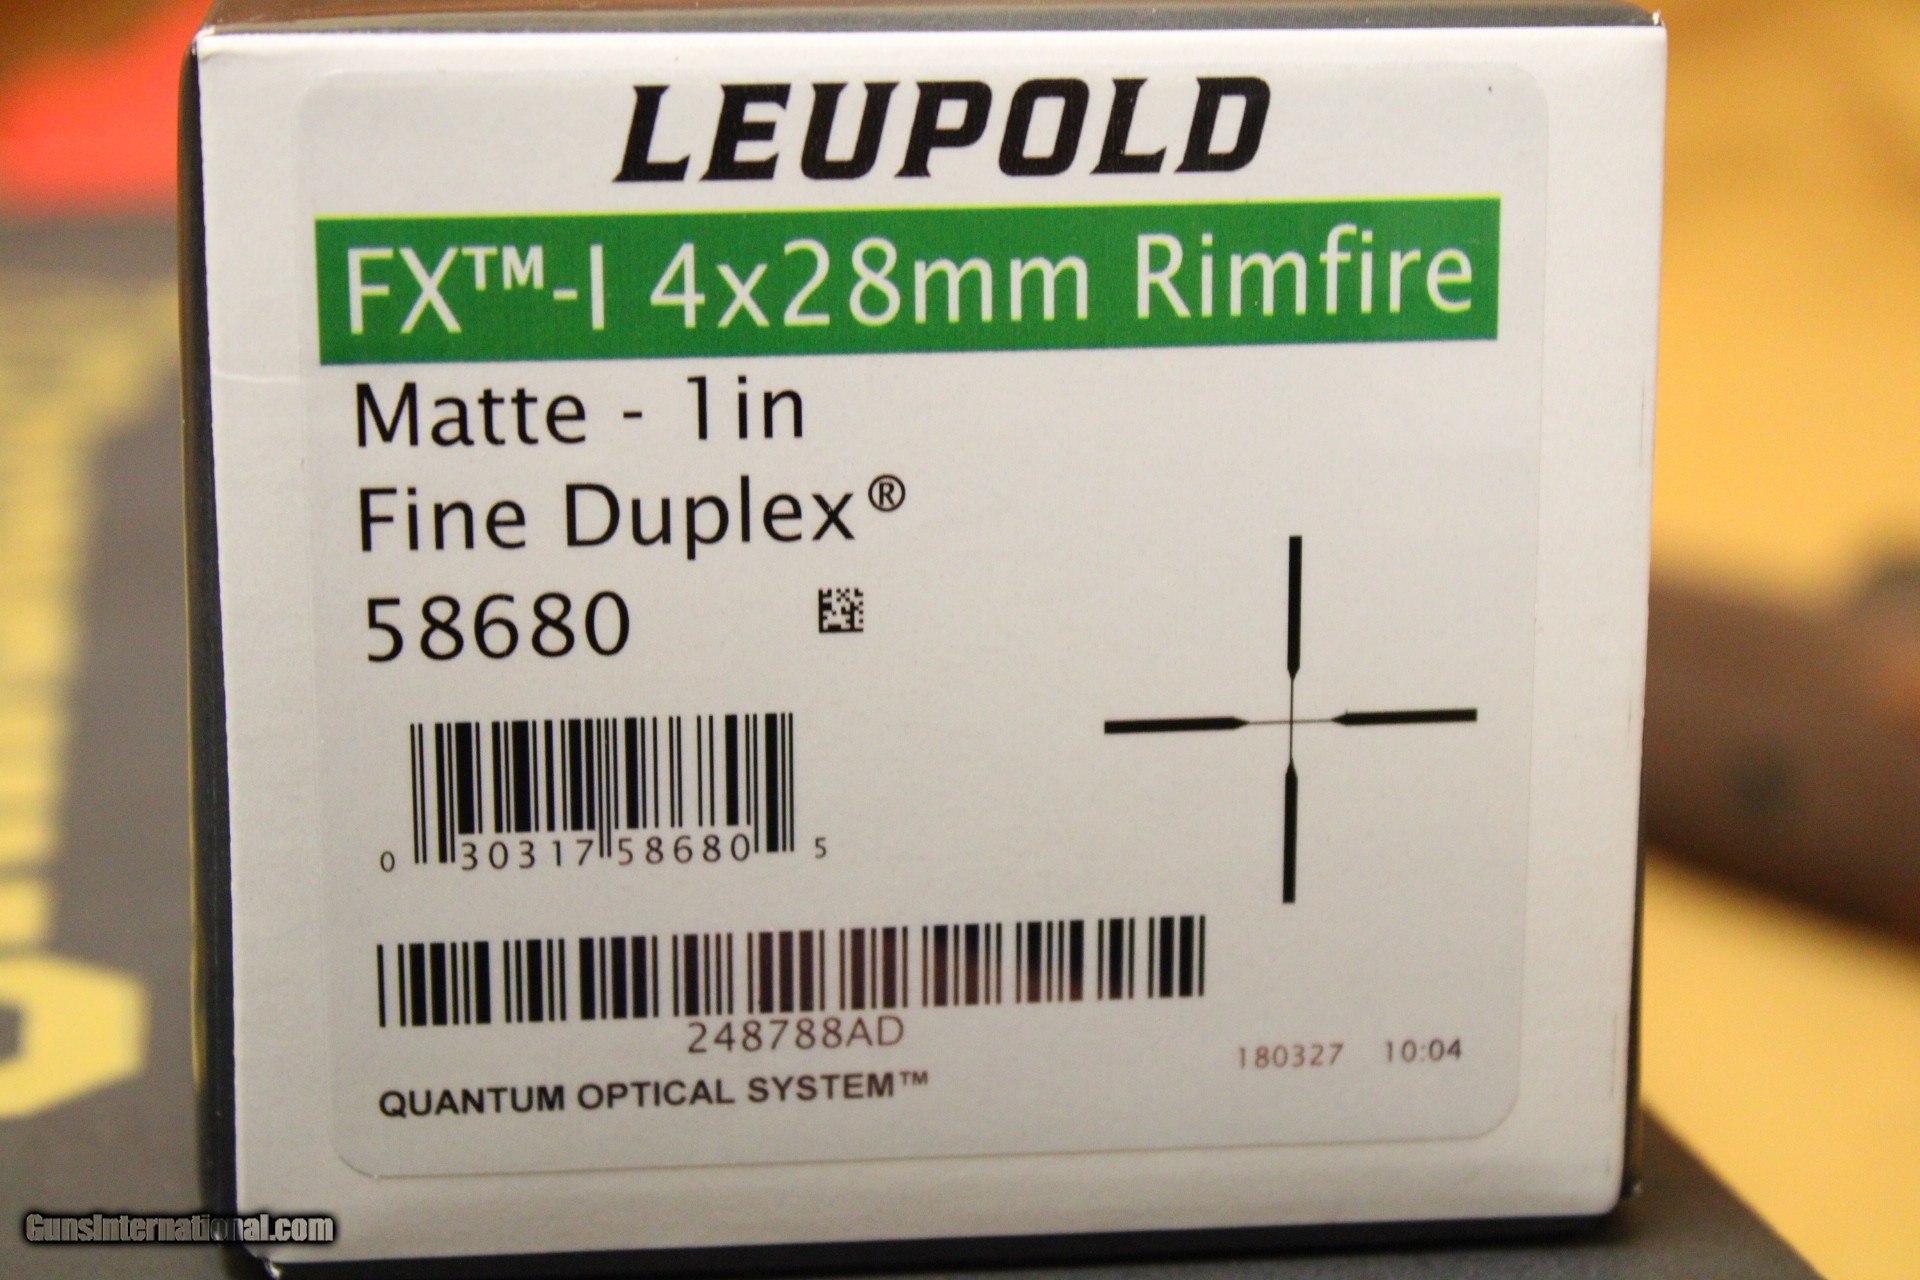 LEUPOLD
FX™-I 4x28mm Rimfire
Matte - 1in
Fine Duplex®
58680
0 30317 58680 5
248788AD
180327 10:04
QUANTUM OPTICAL SYSTEM™
GunsInternational.com